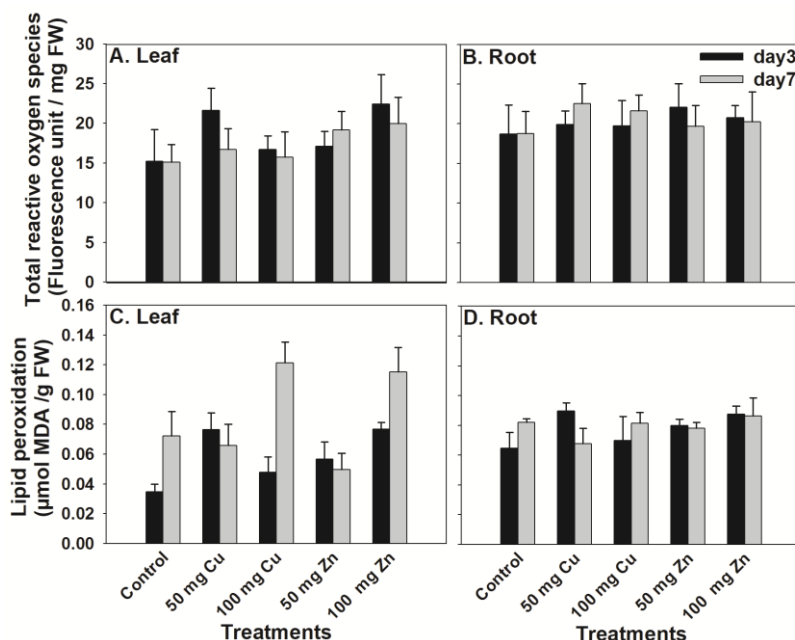 Total reactive oxygen species
(Fluorescence unit / mg FW)
30
25
20
15
10
5
0
A. Leaf
B. Root
day3
day7
Lipid peroxidation
(µmol MDA /g FW)
0.16
0.14
0.12
0.10
0.08
0.06
0.04
0.02
0.00
C. Leaf
D. Root
Control
50 mg Cu
100 mg Cu
50 mg Zn
100 mg Zn
Treatments
Control
50 mg Cu
100 mg Cu
50 mg Zn
100 mg Zn
Treatments